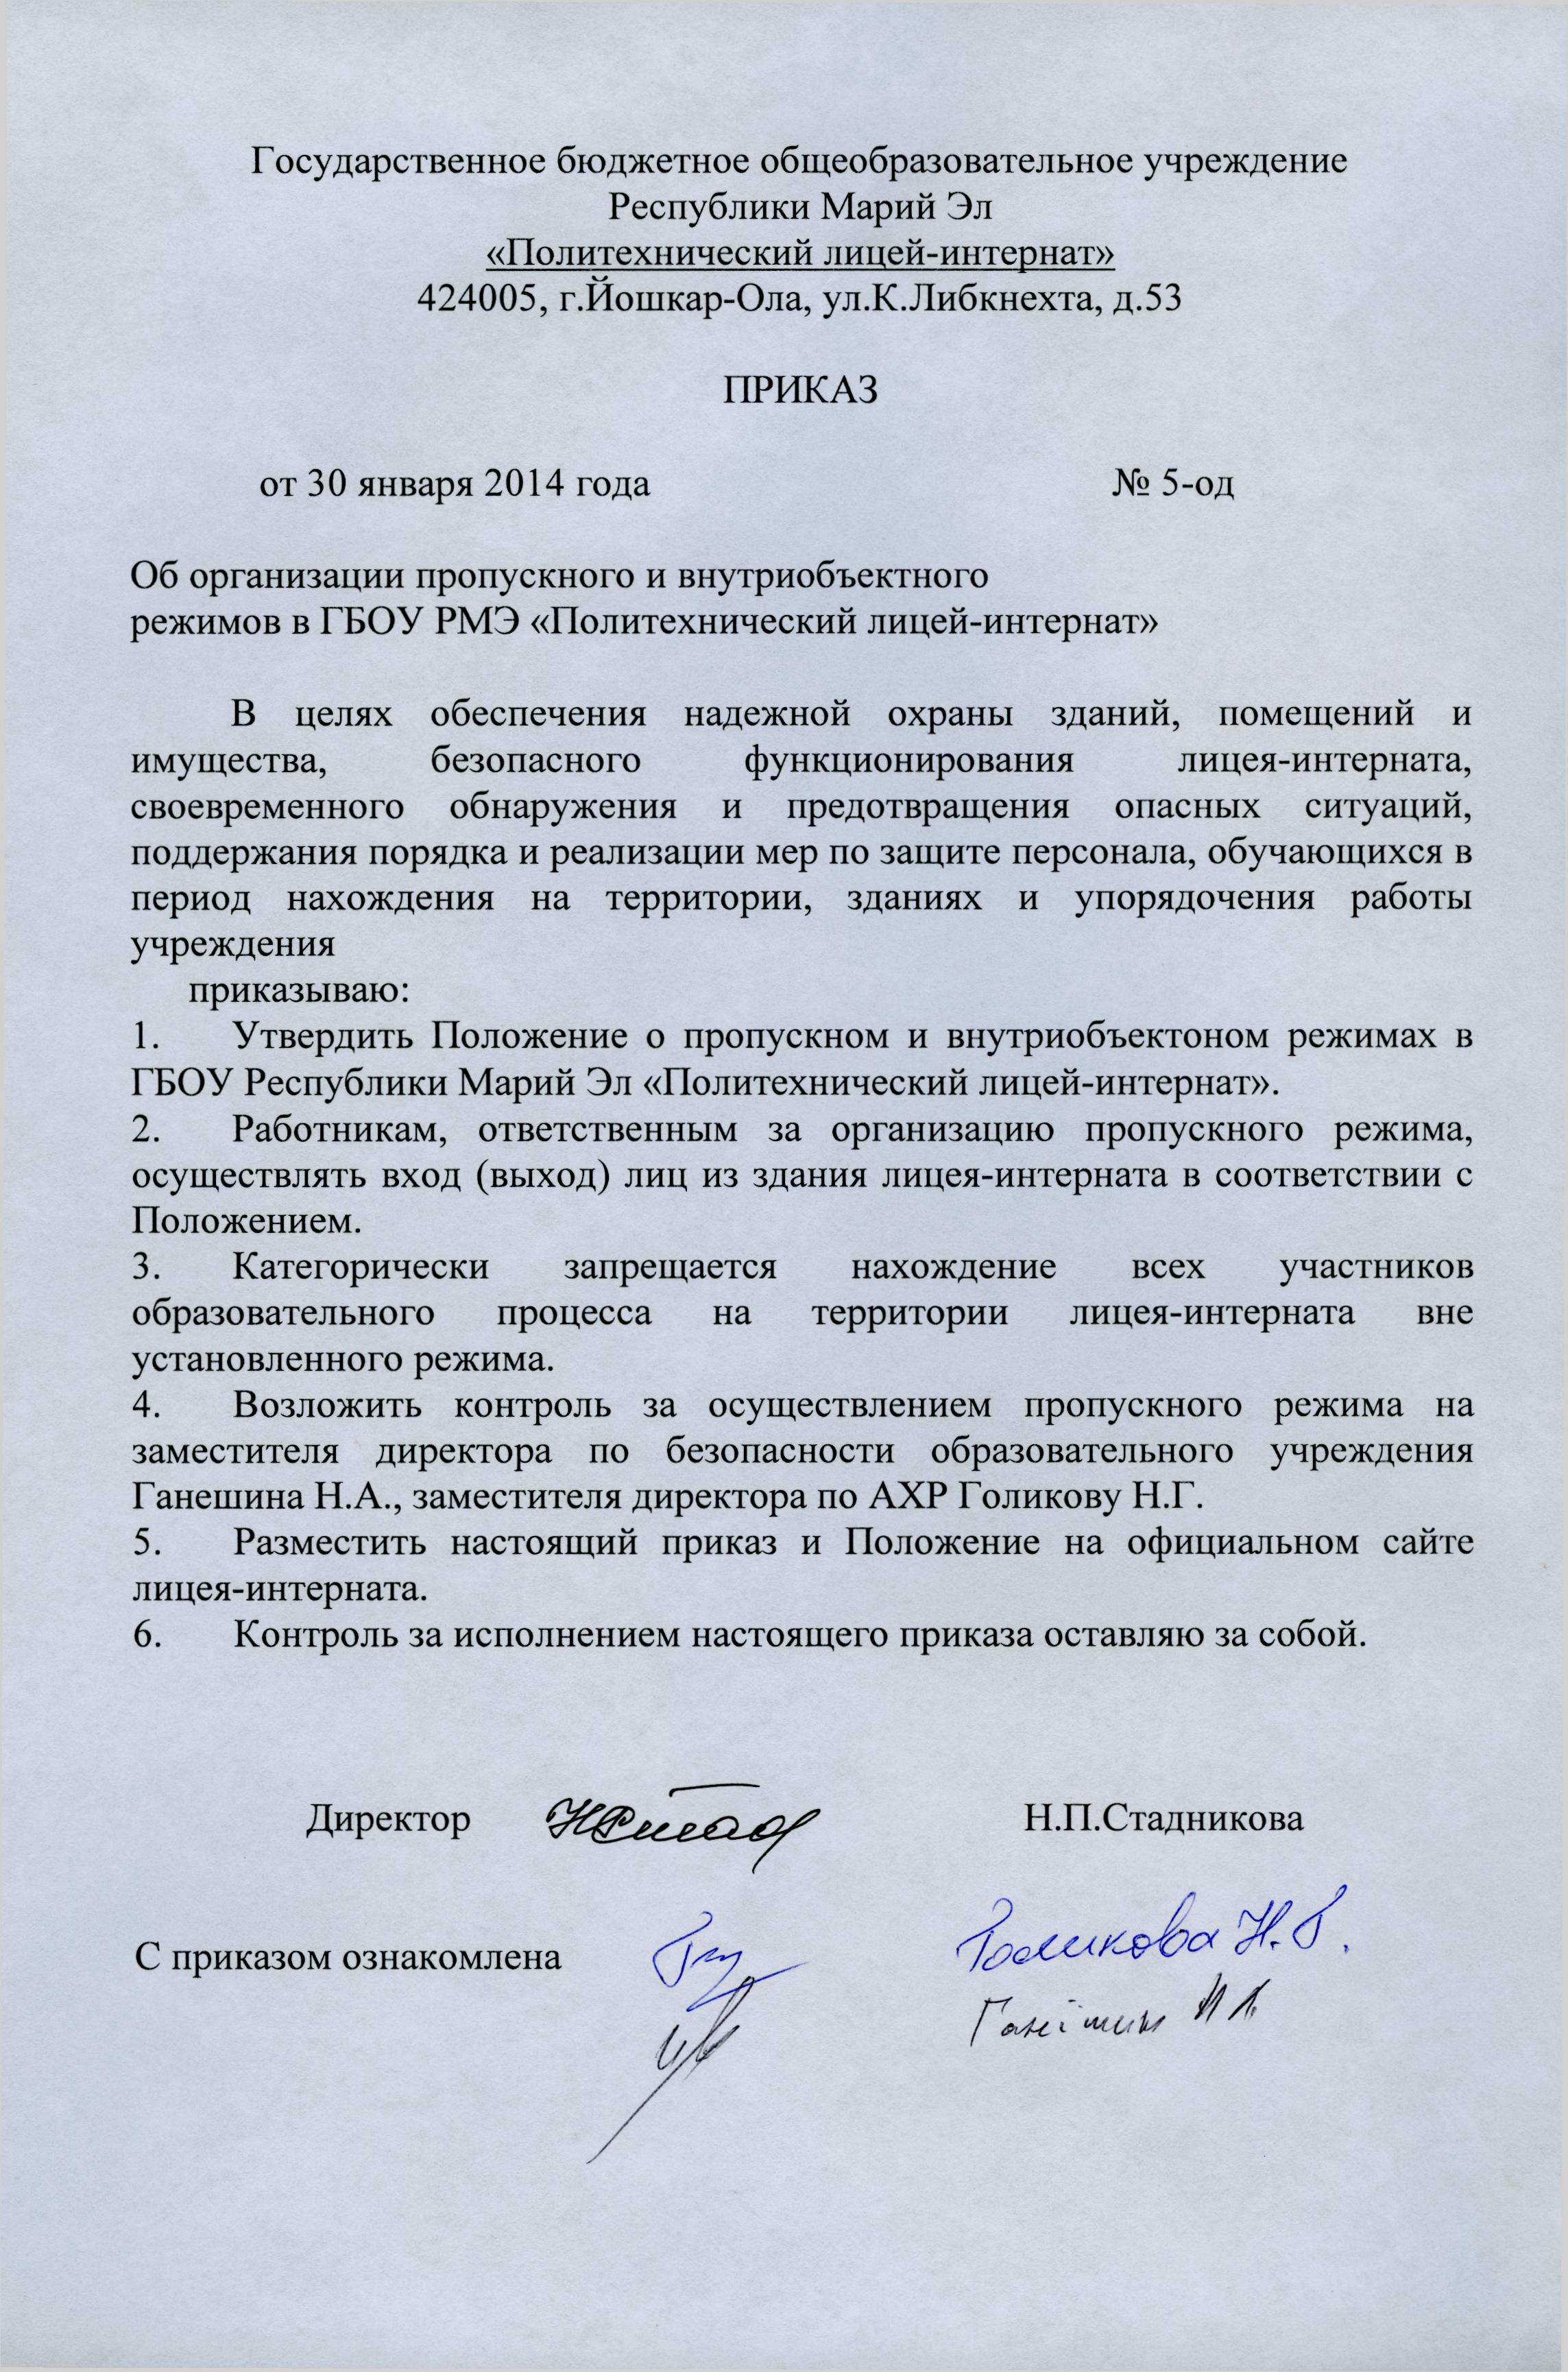 Государственное бюджетное общеобразовательное учреждение
Республики Марий Эл
«Политехнический лицей-интернат»
424005, г.Йошкар-Ола, ул.К.Либкнехта, д.53
ПРИКАЗ
от 30 января 2014 года № 5-од
Об организации пропускного и внутриобъектного
режимов в ГБОУ РМЭ «Политехнический лицей-интернат»
В целях обеспечения надежной охраны зданий, помещений и
имущества, безопасного функционирования лицея-интерната,
своевременного обнаружения и предотвращения опасных ситуаций,
поддержания порядка и реализации мер по защите персонала, обучающихся в
период нахождения на территории, зданиях и упорядочения работы
учреждения
приказываю:
1. Утвердить Положение о пропускном и внутриобъектоном режимах в
ГБОУ Республики Марий Эл «Политехнический лицей-интернат».
2. Работникам, ответственным за организацию пропускного режима,
осуществлять вход (выход) лиц из здания лицея-интерната в соответствии с
Положением.
3. Категорически запрещается нахождение всех участников
образовательного процесса на территории лицея-интерната вне
установленного режима.
4. Возложить контроль за осуществлением пропускного режима на
заместителя директора по безопасности образовательного учреждения
Ганешина Н.А., заместителя директора по АХР Голикову Н.Г.
5. Разместить настоящий приказ и Положение на официальном сайте
лицея-интерната.
6. Контроль за исполнением настоящего приказа оставляю за собой.
Директор Н.П.Стадникова
С приказом ознакомлена Голикова Н.Г.
Ганешин Н А